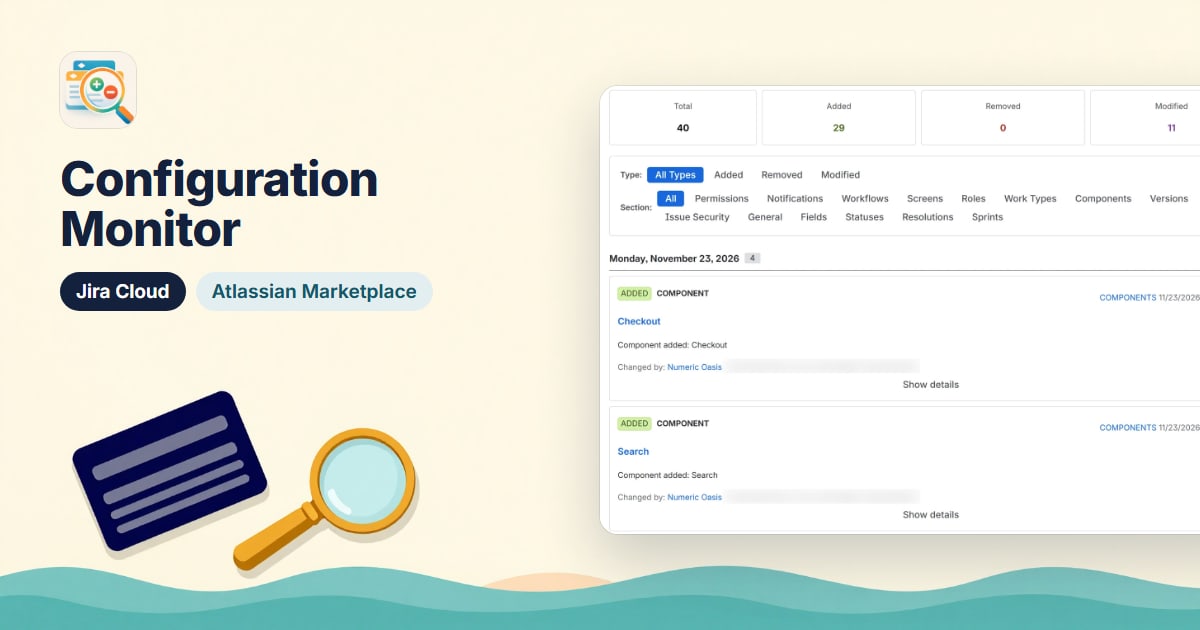 Configuration
Monitor
Jira Cloud
Atlassian Marketplace
Total
40
Added
29
Removed
0
Modified
11
Type: All Types Added Removed Modified
Section: All Permissions Notifications Workflows Screens Roles Work Types Components Versions
Issue Security General Fields Statuses Resolutions Sprints
Monday, November 23, 2026 4
ADDED COMPONENT
COMPONENTS 11/23/2026
Checkout
Component added: Checkout
Changed by: Numeric Oasis
Show details
ADDED COMPONENT
COMPONENTS 11/23/2026
Search
Component added: Search
Changed by: Numeric Oasis
Show details